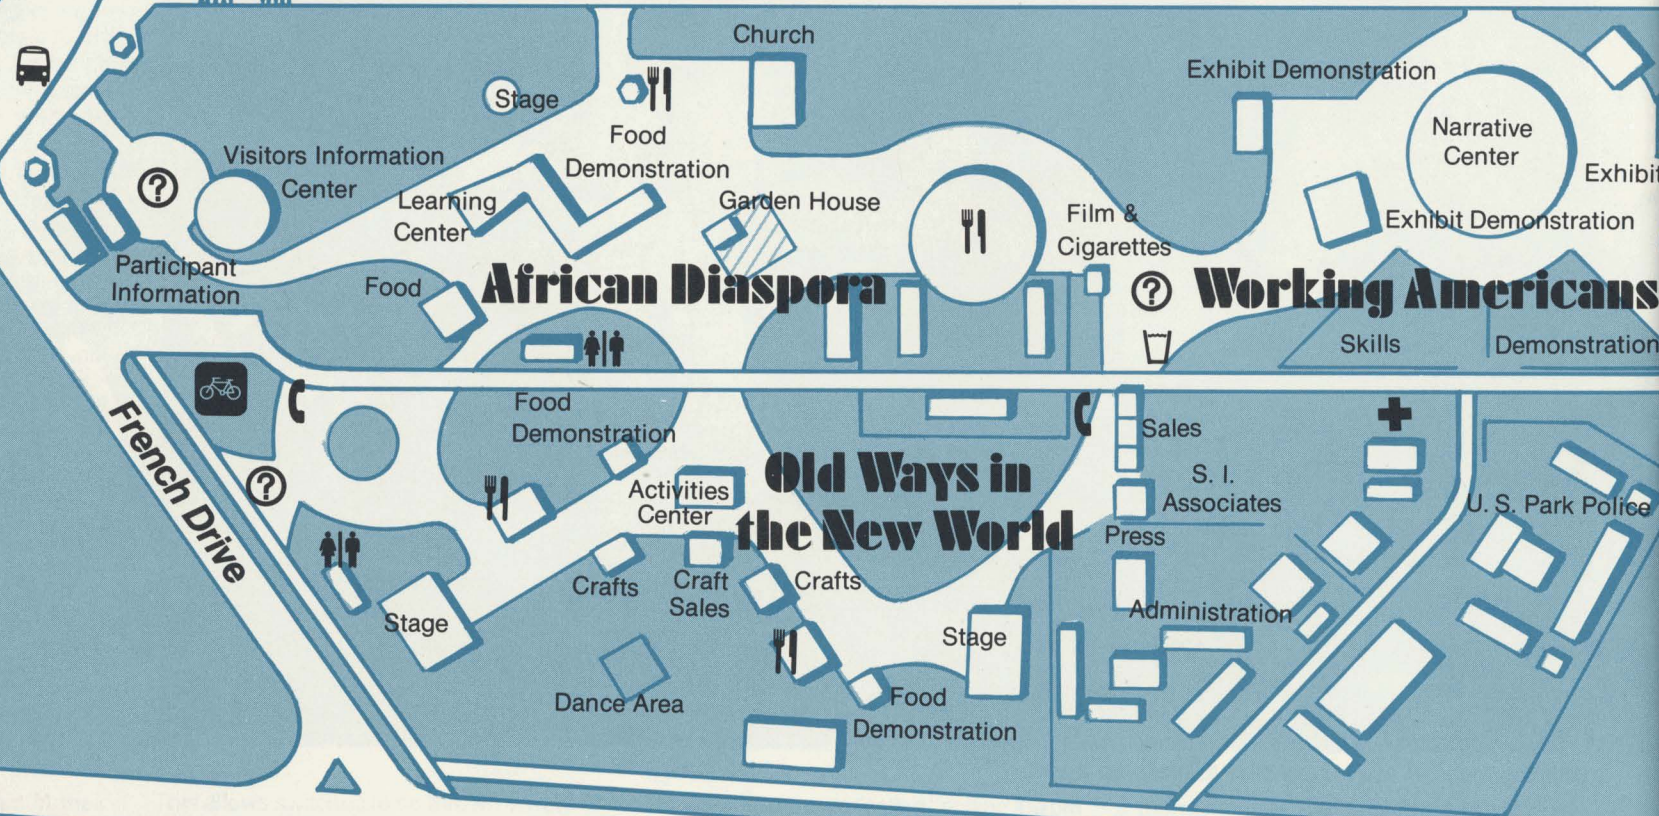 Church
Exhibit Demonstration
Stage
Food
Demonstration
Narrative
Center
Visitors Information
Center
Exhibit
Learning
Center
Garden House
Film &
Cigarettes
Exhibit Demonstration
Participant
Information
Food
African Diaspora
Working Americans
Skills
Demonstration
French Drive
Food
Demonstration
Sales
Old Ways in
the New World
S. I.
Associates
Activities
Center
U. S. Park Police
Press
Crafts
Craft
Sales
Crafts
Stage
Administration
Stage
Dance Area
Food
Demonstration